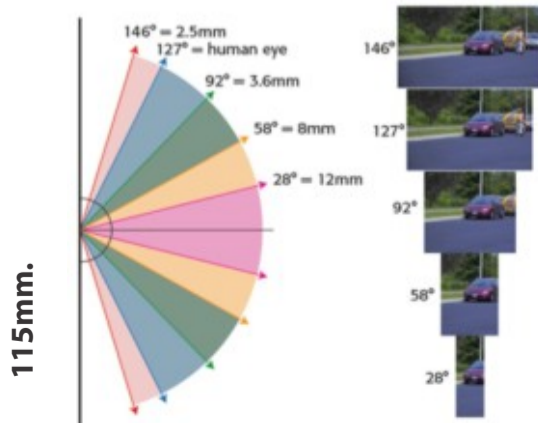 146° = 2.5mm
127° = human eye
92° = 3.6mm
58° = 8mm
28° = 12mm
115mm.
146°
127°
92°
58°
28°